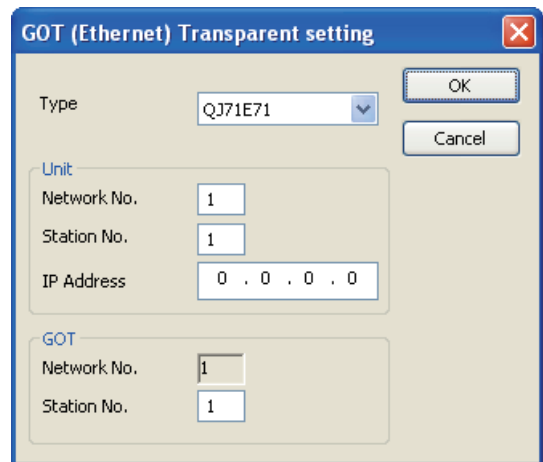 GOT (Ethernet) Transparent setting
Type QJ71E71
OK
Cancel
Unit
Network No. 1
Station No. 1
IP Address 0 . 0 . 0 . 0
GOT
Network No. 1
Station No. 1